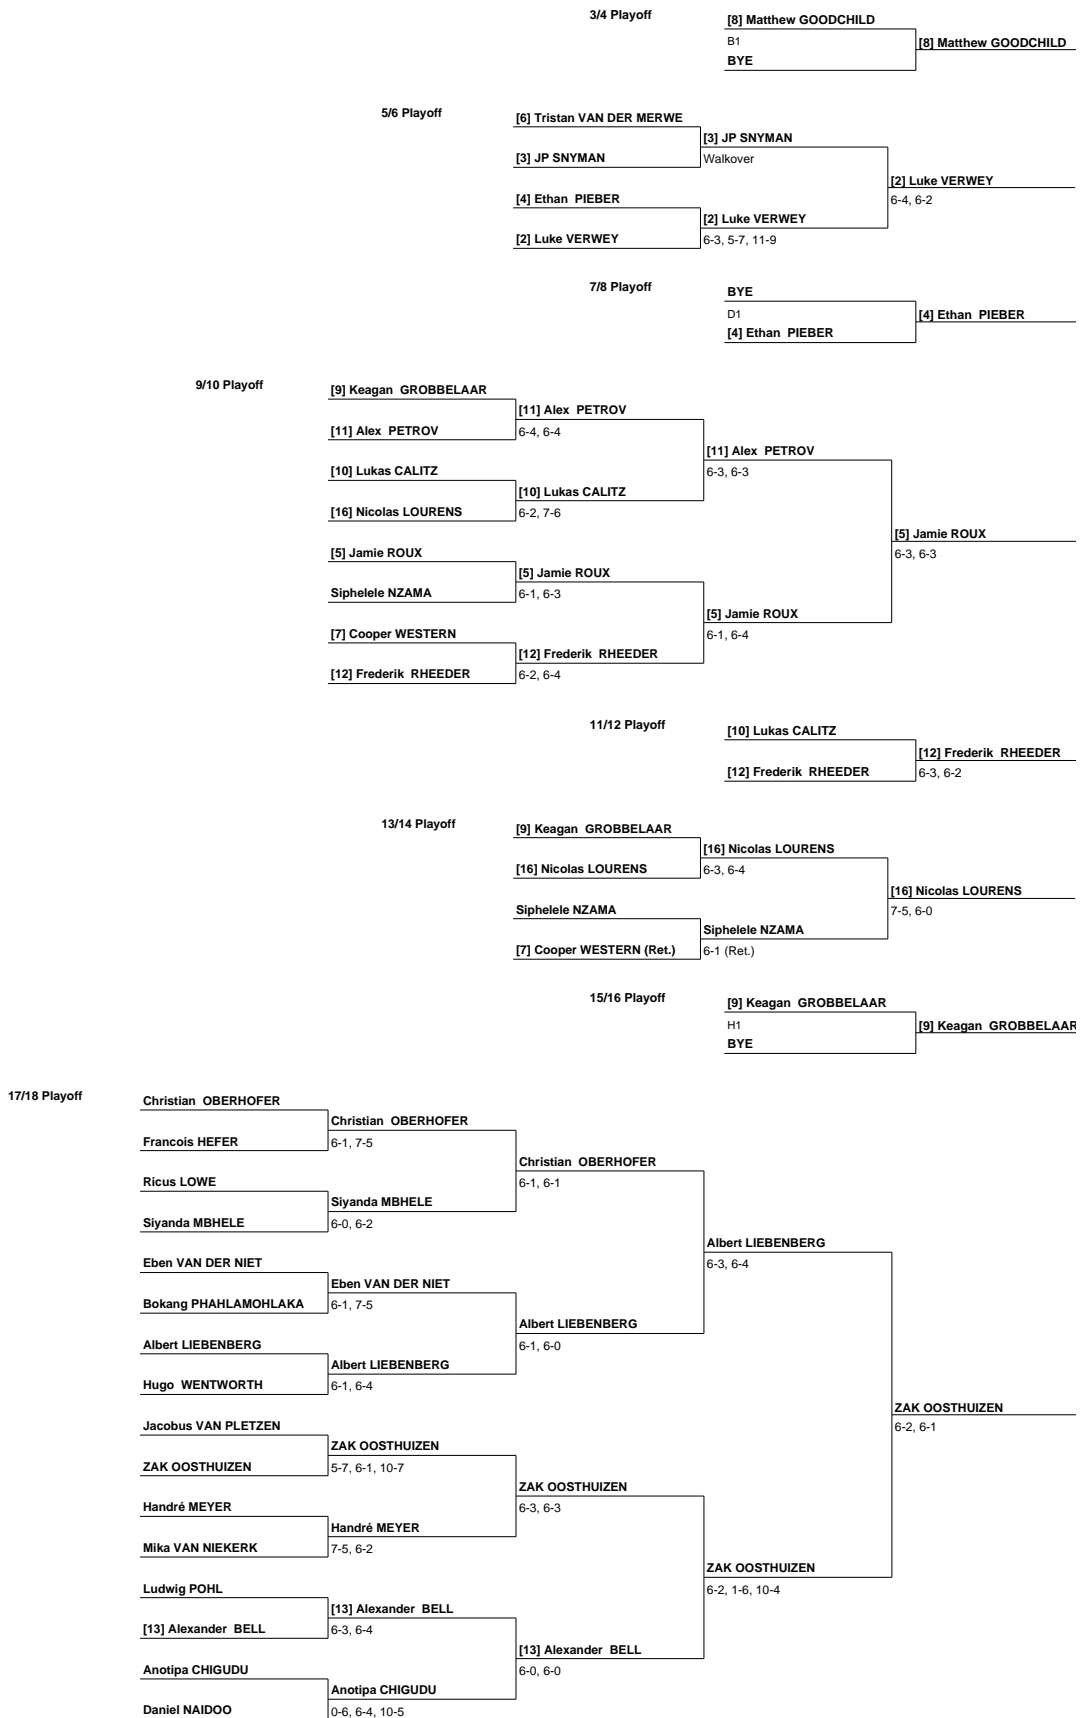 3/4 Playoff
[8] Matthew GOODCHILD
B1
[8] Matthew GOODCHILD
BYE
5/6 Playoff
[6] Tristan VAN DER MERWE
[3] JP SNYMAN
[3] JP SNYMAN
Walkover
[2] Luke VERWEY
6-4, 6-2
[4] Ethan PIEBER
[2] Luke VERWEY
[2] Luke VERWEY
6-3, 5-7, 11-9
7/8 Playoff
BYE
D1
[4] Ethan PIEBER
[4] Ethan PIEBER
9/10 Playoff
[9] Keagan GROBBELAAR
[11] Alex PETROV
[11] Alex PETROV
6-4, 6-4
[11] Alex PETROV
6-3, 6-3
[10] Lukas CALITZ
[10] Lukas CALITZ
[16] Nicolas LOURENS
6-2, 7-6
[5] Jamie ROUX
6-3, 6-3
[5] Jamie ROUX
[5] Jamie ROUX
Siphelele NZAMA
6-1, 6-3
[5] Jamie ROUX
6-1, 6-4
[7] Cooper WESTERN
[12] Frederik RHEEDER
[12] Frederik RHEEDER
6-2, 6-4
11/12 Playoff
[10] Lukas CALITZ
[12] Frederik RHEEDER
[12] Frederik RHEEDER
6-3, 6-2
13/14 Playoff
[9] Keagan GROBBELAAR
[16] Nicolas LOURENS
[16] Nicolas LOURENS
6-3, 6-4
[16] Nicolas LOURENS
7-5, 6-0
Siphelele NZAMA
Siphelele NZAMA
[7] Cooper WESTERN (Ret.)
6-1 (Ret.)
15/16 Playoff
[9] Keagan GROBBELAAR
H1
[9] Keagan GROBBELAAR
BYE
17/18 Playoff
Christian OBERHOFER
Christian OBERHOFER
Francois HEFER
6-1, 7-5
Christian OBERHOFER
6-1, 6-1
Ricus LOWE
Siyanda MBHELE
Siyanda MBHELE
6-0, 6-2
Albert LIEBENBERG
6-3, 6-4
Eben VAN DER NIET
Eben VAN DER NIET
Bokang PHAHLAMOHLAKA
6-1, 7-5
Albert LIEBENBERG
6-1, 6-0
Albert LIEBENBERG
Albert LIEBENBERG
Hugo WENTWORTH
6-1, 6-4
ZAK OOSTHUIZEN
6-2, 6-1
Jacobus VAN PLETZEN
ZAK OOSTHUIZEN
ZAK OOSTHUIZEN
5-7, 6-1, 10-7
ZAK OOSTHUIZEN
6-3, 6-3
Handré MEYER
Handré MEYER
Mika VAN NIEKERK
7-5, 6-2
ZAK OOSTHUIZEN
6-2, 1-6, 10-4
Ludwig POHL
[13] Alexander BELL
[13] Alexander BELL
6-3, 6-4
[13] Alexander BELL
6-0, 6-0
Anotipa CHIGUDU
Anotipa CHIGUDU
Daniel NAIDOO
0-6, 6-4, 10-5